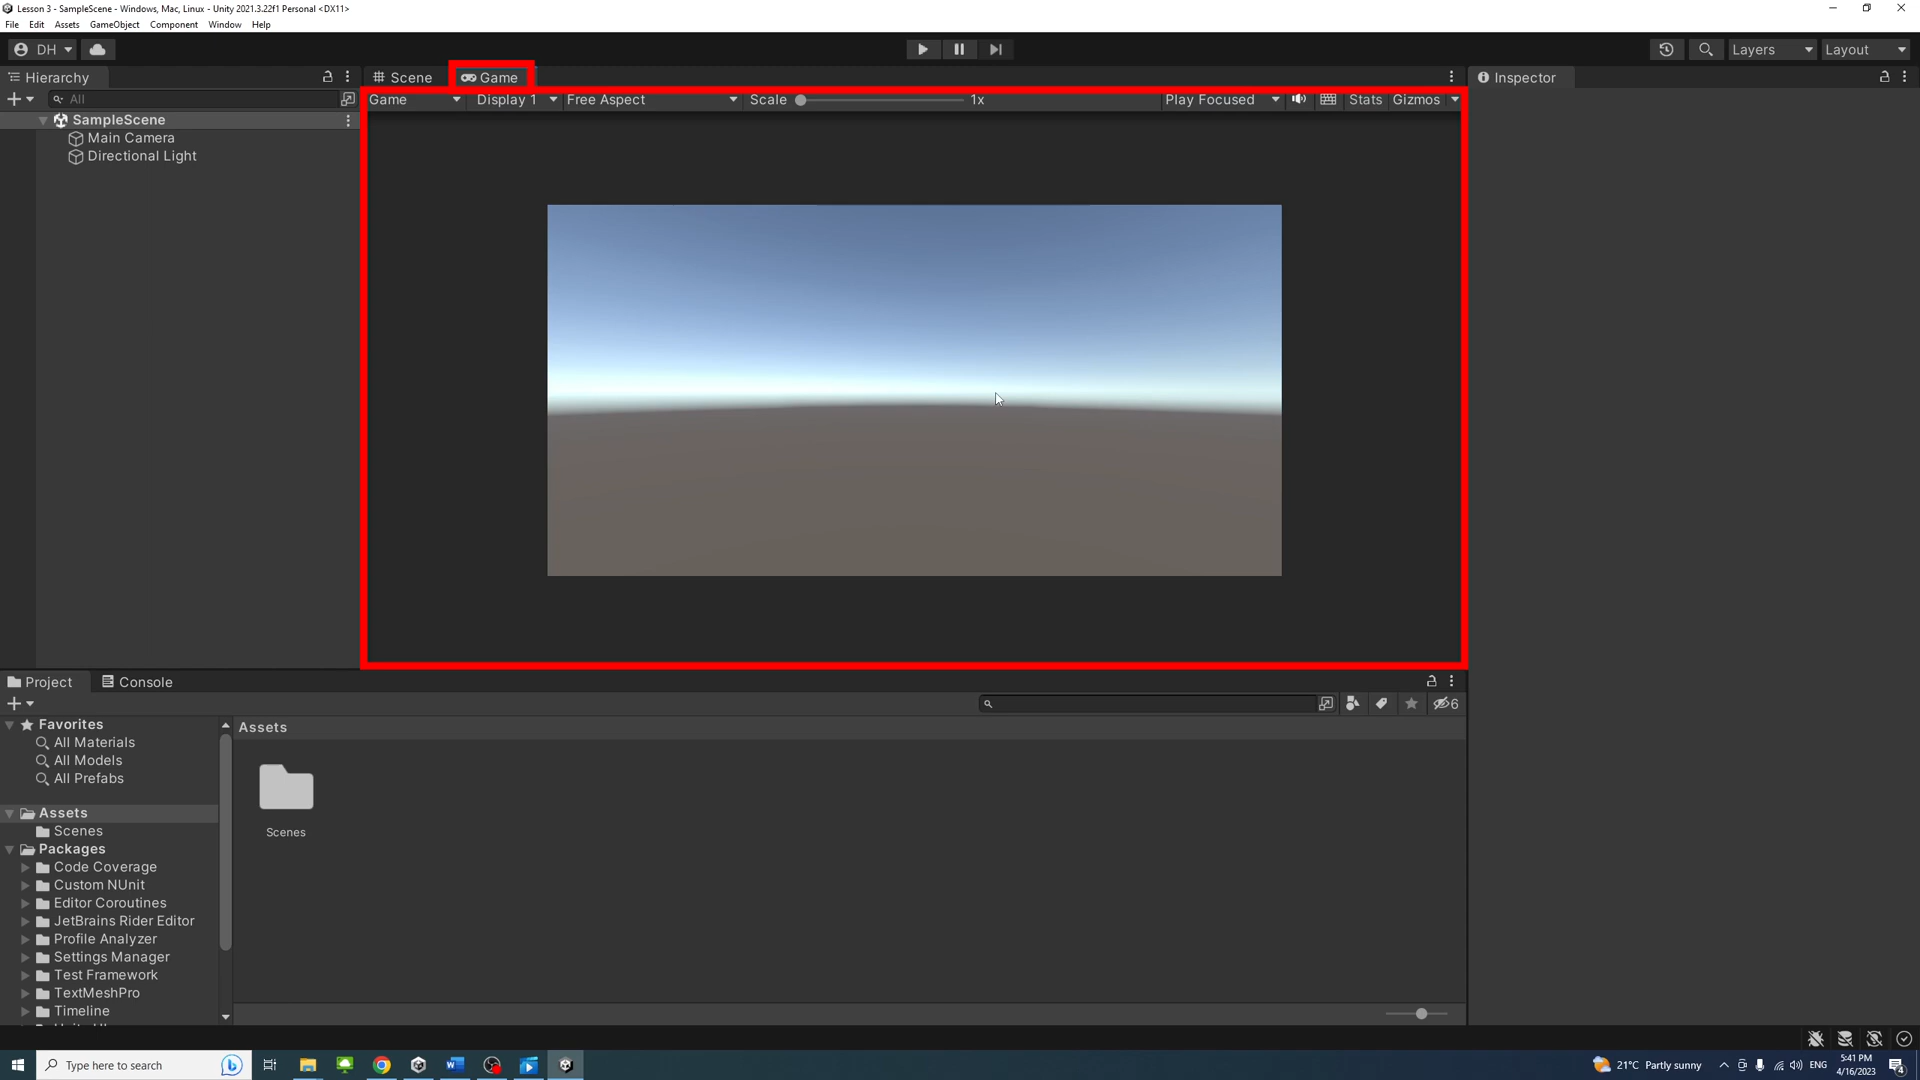 Lesson 3 - SampleScene - Windows, Mac, Linux - Unity 2021.3.22f1 Personal <DX11>
File Edit Assets GameObject Component Window Help
DH
Layers Layout
Hierarchy
Scene Game
Inspector
All
Game Display 1 Free Aspect Scale 1x Play Focused Stats Gizmos
SampleScene
Main Camera
Directional Light
Project Console
6
Favorites
Assets
All Materials
All Models
All Prefabs
Assets
Scenes
Scenes
Packages
Code Coverage
Custom NUnit
Editor Coroutines
JetBrains Rider Editor
Profile Analyzer
Settings Manager
Test Framework
TextMeshPro
Timeline
Type here to search
21°C Partly sunny
ENG
5:41 PM
4/16/2023
4